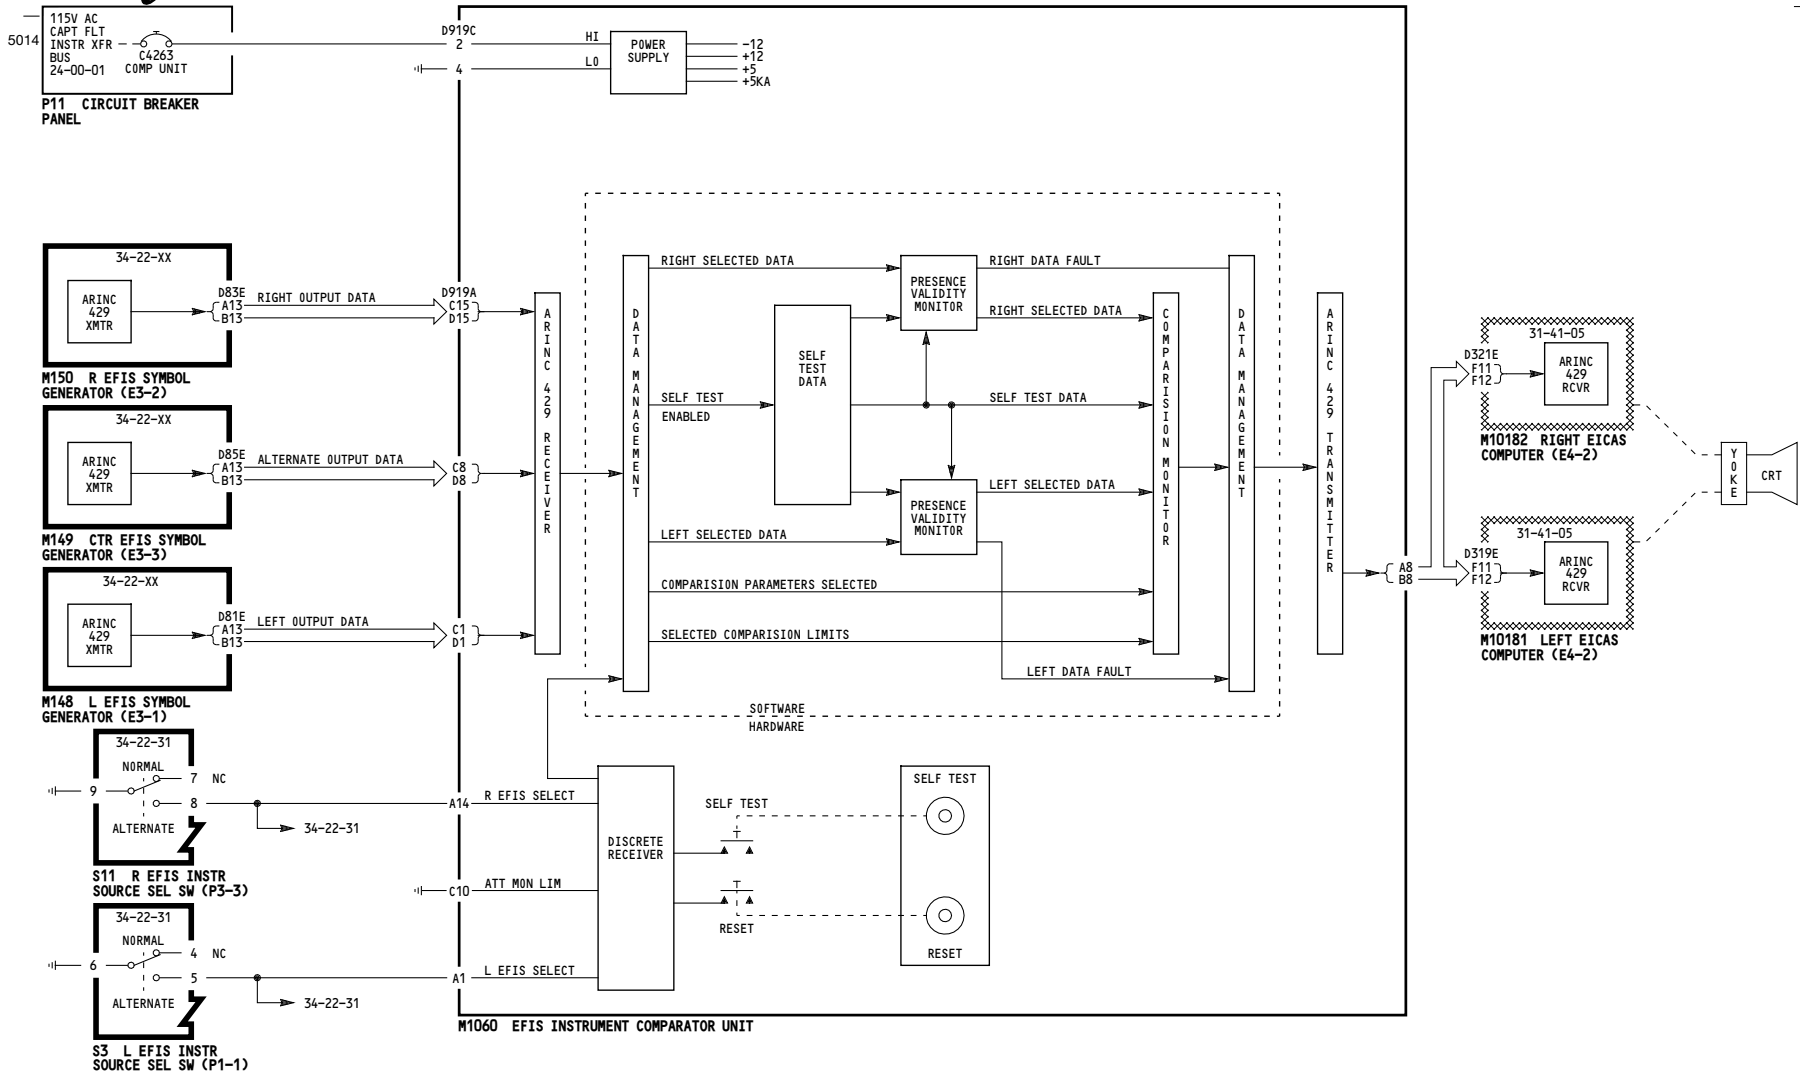 5014
115V AC
CAPT FLT
INSTR XFR
BUS
24-00-01
C4263
COMP UNIT
P11 CIRCUIT BREAKER
PANEL
D919C
2
4
HI
LO
POWER
SUPPLY
-12
+12
+5
+5KA
34-22-XX
ARINC
429
XMTR
D83E
A13
B13
RIGHT OUTPUT DATA
D919A
C15
D15
M150 R EFIS SYMBOL
GENERATOR (E3-2)
34-22-XX
ARINC
429
XMTR
D85E
A13
B13
ALTERNATE OUTPUT DATA
C8
D8
M149 CTR EFIS SYMBOL
GENERATOR (E3-3)
34-22-XX
ARINC
429
XMTR
D81E
A13
B13
LEFT OUTPUT DATA
C1
D1
M148 L EFIS SYMBOL
GENERATOR (E3-1)
ARINC 429 RECEIVER
DATA MANAGEMENT
RIGHT SELECTED DATA
SELF TEST
ENABLED
LEFT SELECTED DATA
COMPARISION PARAMETERS SELECTED
SELECTED COMPARISION LIMITS
SELF
TEST
DATA
PRESENCE
VALIDITY
MONITOR
PRESENCE
VALIDITY
MONITOR
RIGHT DATA FAULT
RIGHT SELECTED DATA
SELF TEST DATA
LEFT SELECTED DATA
LEFT DATA FAULT
COMPARISION MONITOR
DATA MANAGEMENT
ARINC 429 TRANSMITTER
SOFTWARE
HARDWARE
A8
B8
D321E
F11
F12
31-41-05
ARINC
429
RCVR
M10182 RIGHT EICAS
COMPUTER (E4-2)
D319E
F11
F12
31-41-05
ARINC
429
RCVR
M10181 LEFT EICAS
COMPUTER (E4-2)
YOKE
CRT
34-22-31
NORMAL
7 NC
9
8
ALTERNATE
34-22-31
S11 R EFIS INSTR
SOURCE SEL SW (P3-3)
A14
R EFIS SELECT
C10
ATT MON LIM
34-22-31
NORMAL
4 NC
6
5
ALTERNATE
34-22-31
S3 L EFIS INSTR
SOURCE SEL SW (P1-1)
A1
L EFIS SELECT
DISCRETE
RECEIVER
SELF TEST
RESET
SELF TEST
RESET
M1060 EFIS INSTRUMENT COMPARATOR UNIT